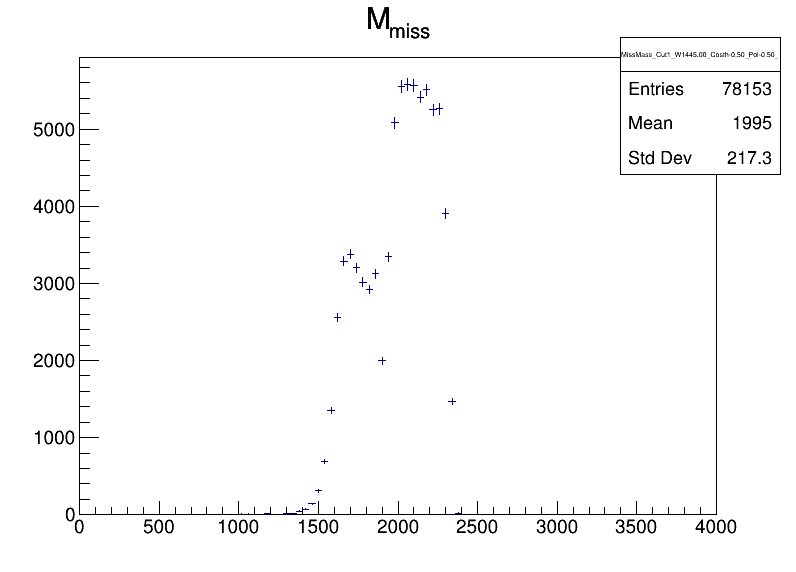 M_miss
MissMass_Cut1_W1445.00_Costh-0.50_Pol-0.50_
Entries 78153
Mean 1995
Std Dev 217.3
5000
4000
3000
2000
1000
0
0 500 1000 1500 2000 2500 3000 3500 4000